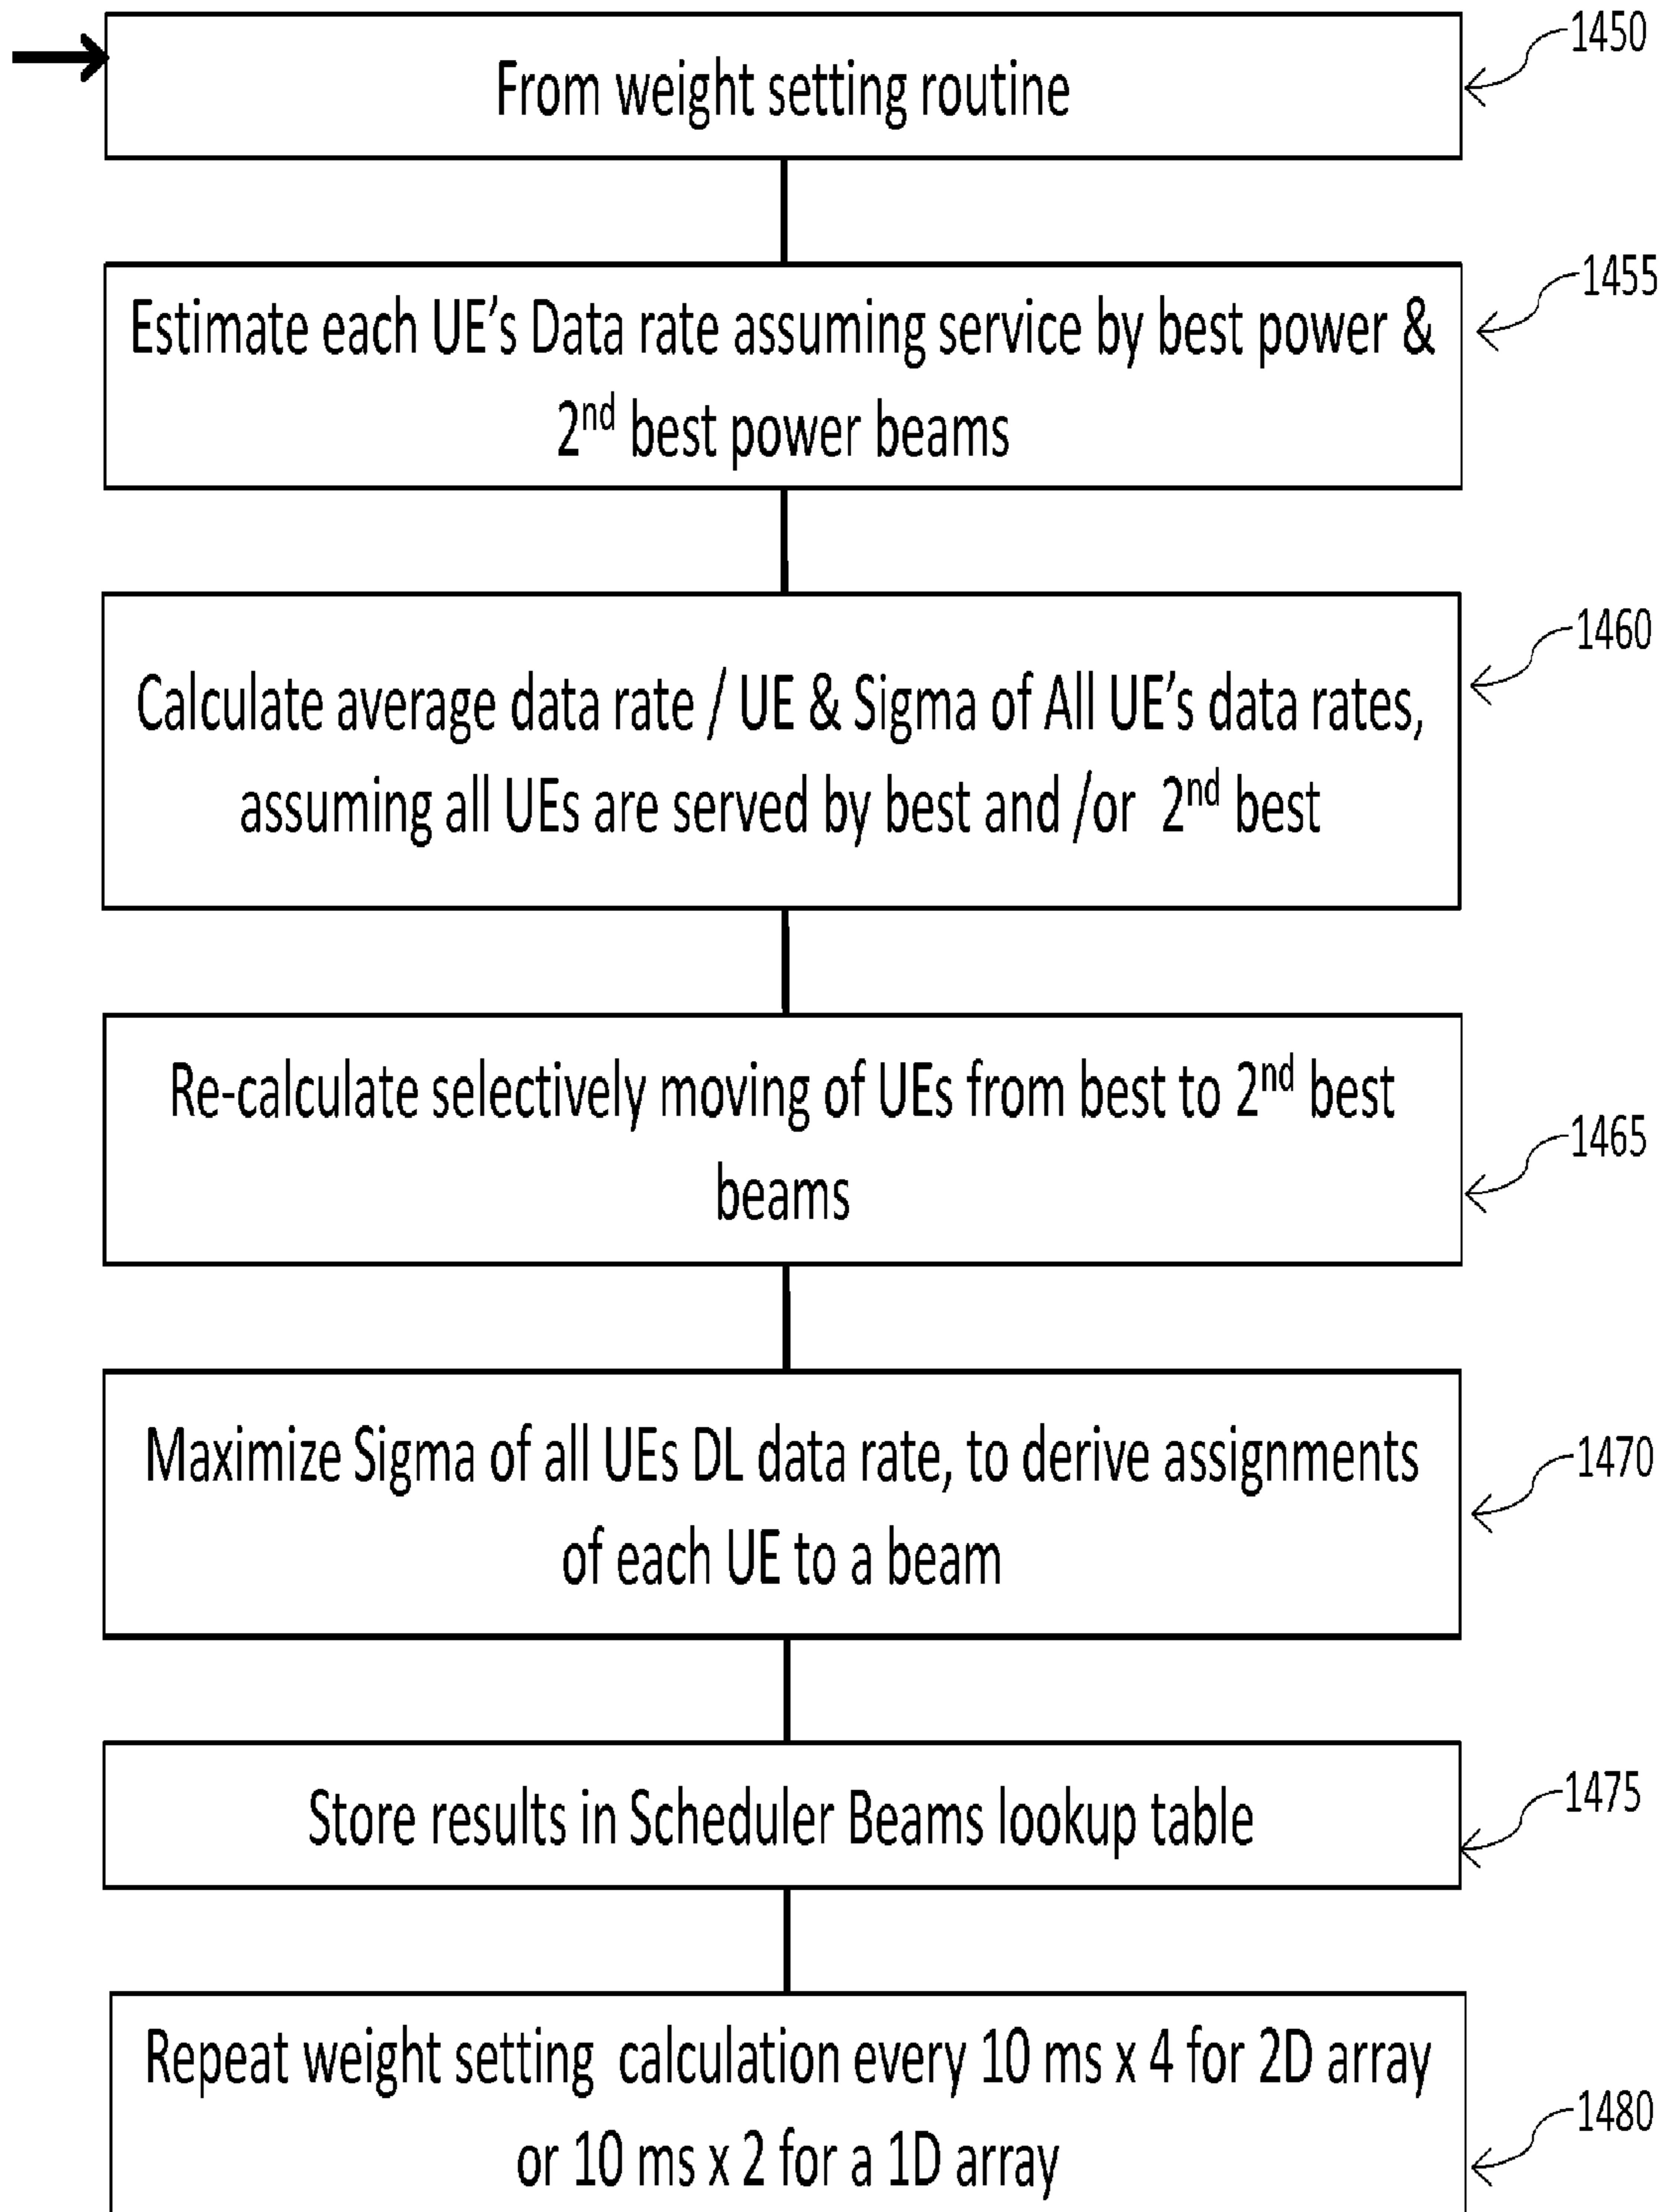 1450
From weight setting routine
1455
Estimate each UE’s Data rate assuming service by best power &
2nd best power beams
1460
Calculate average data rate / UE & Sigma of All UE’s data rates,
assuming all UEs are served by best and /or 2nd best
Re-calculate selectively moving of UEs from best to 2nd best
1465
beams
Maximize Sigma of all UEs DL data rate, to derive assignments
1470
of each UE to a beam
1475
Store results in Scheduler Beams lookup table
Repeat weight setting calculation every 10 ms x 4 for 2D array
1480
or 10 ms x 2 for a 1D array